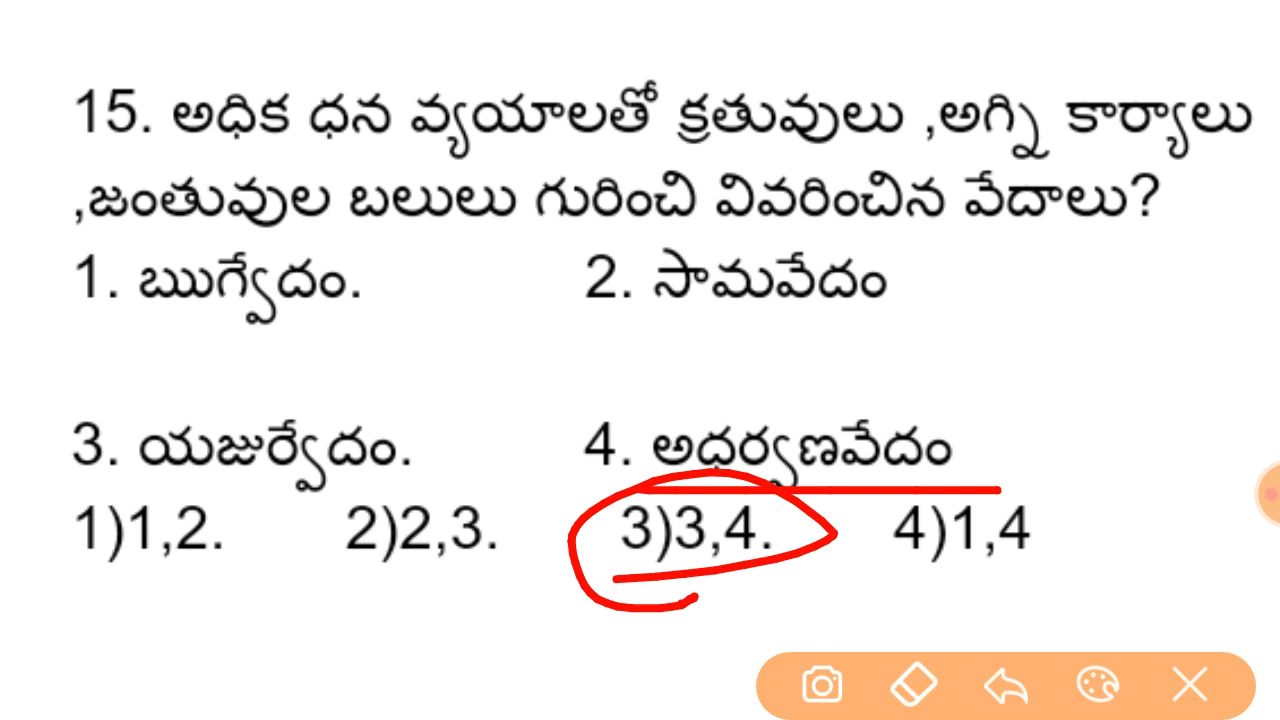 15. అధిక ధన వ్యయాలతో క్రతువులు ,అగ్ని కార్యాలు
,జంతువుల బలులు గురించి వివరించిన వేదాలు?
1. ఋగ్వేదం. 2. సామవేదం
3. యజుర్వేదం. 4. అధర్వణవేదం
1)1,2. 2)2,3. 3)3,4. 4)1,4